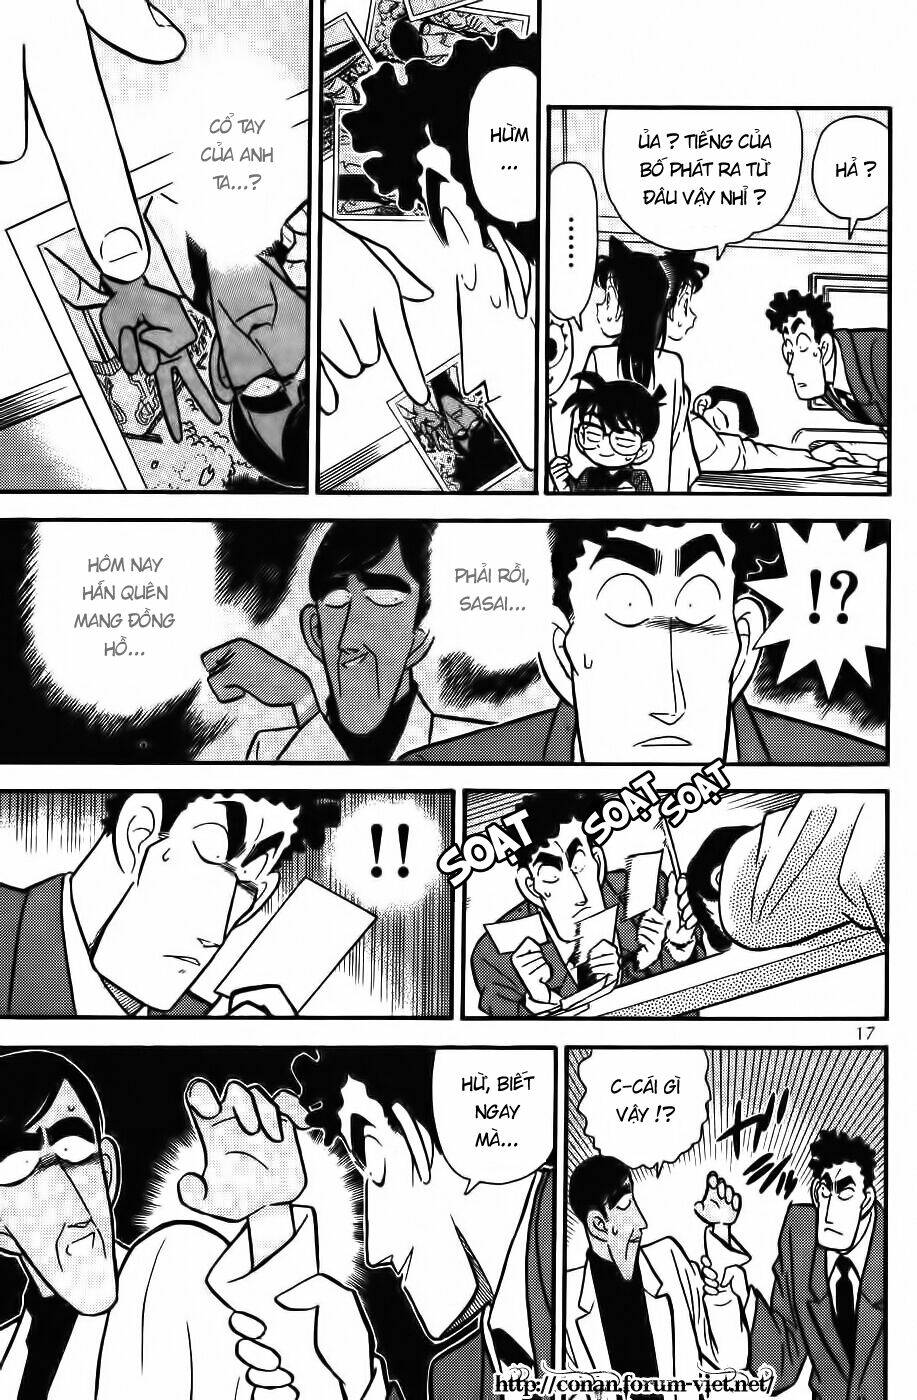 HẢ ?
ỦA ? TIẾNG CỦA
BỐ PHÁT RA TỪ
ĐÂU VẬY NHỈ ?
.......
HỪM
...
CỔ TAY
CỦA ANH
TA...?
!?
PHẢI RỒI,
SASAI...
HÔM NAY
HẮN QUÊN
MANG ĐỒNG
HỒ...
SOẠT
SOẠT
SOẠT
!!
17
C-CÁI GÌ
VẬY !?
HỪ, BIẾT
NGAY
MÀ...
http://conan.forum-viet.net/